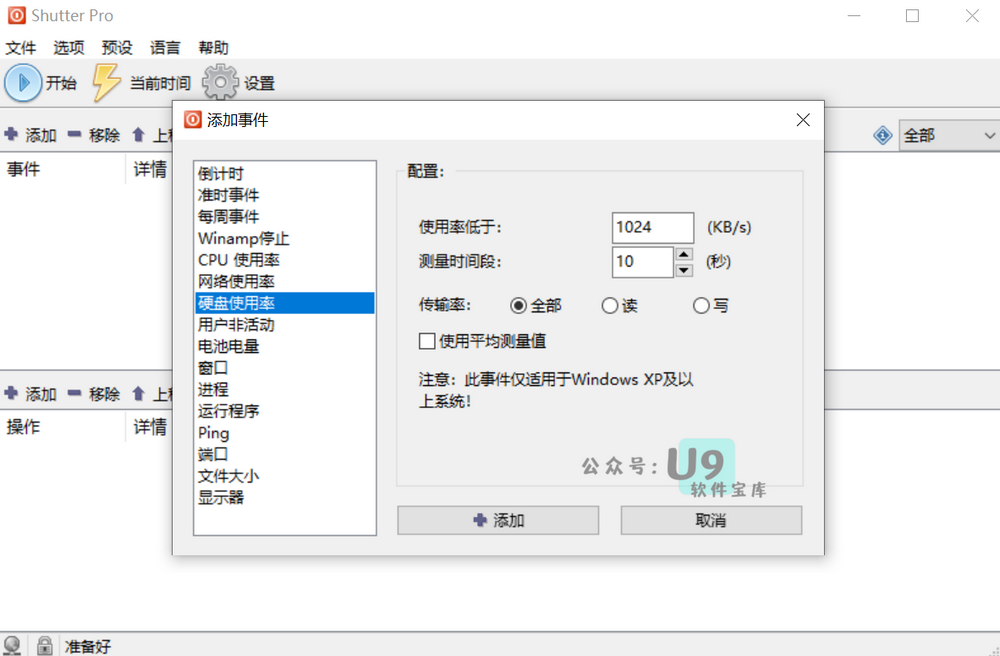 Shutter Pro
文件 选项 预设 语言 帮助
开始 当前时间 设置
添加事件
添加 移除 上 全部
事件 详情
倒计时
准时事件
每周事件
Winamp停止
CPU 使用率
网络使用率
硬盘使用率
用户非活动
电池电量
窗口
进程
运行程序
Ping
端口
文件大小
显示器
配置：
使用率低于： 1024 (KB/s)
测量时间段： 10 (秒)
传输率： 全部 读 写
使用平均测量值
注意：此事件仅适用于Windows XP及以
上系统！
公众号：U9
软件宝库
添加 取消
添加 移除 上
操作 详情
准备好